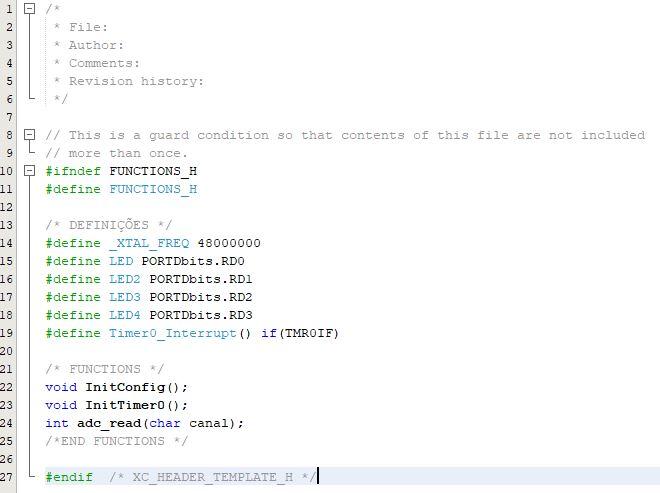 1 /*
2 * File:
3 * Author:
4 * Comments:
5 * Revision history:
6 */
7
8 // This is a guard condition so that contents of this file are not included
9 // more than once.
10 #ifndef FUNCTIONS_H
11 #define FUNCTIONS_H
12
13 /* DEFINIÇÕES */
14 #define _XTAL_FREQ 48000000
15 #define LED PORTDbits.RD0
16 #define LED2 PORTDbits.RD1
17 #define LED3 PORTDbits.RD2
18 #define LED4 PORTDbits.RD3
19 #define Timer0_Interrupt() if(TMR0IF)
20
21 /* FUNCTIONS */
22 void InitConfig();
23 void InitTimer0();
24 int adc_read(char canal);
25 /*END FUNCTIONS */
26
27 #endif /* XC_HEADER_TEMPLATE_H */